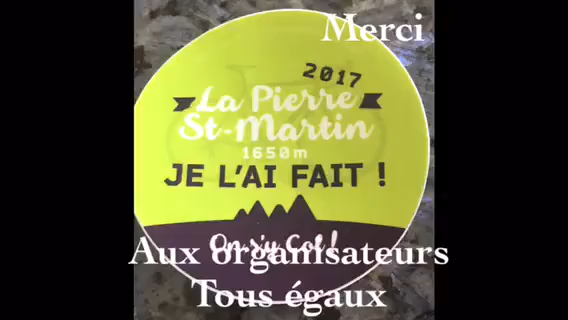 Merci
2017
La Pierre
St-Martin
1650m
JE L'AI FAIT !
On s'y Col !
Aux organisateurs
Tous égaux